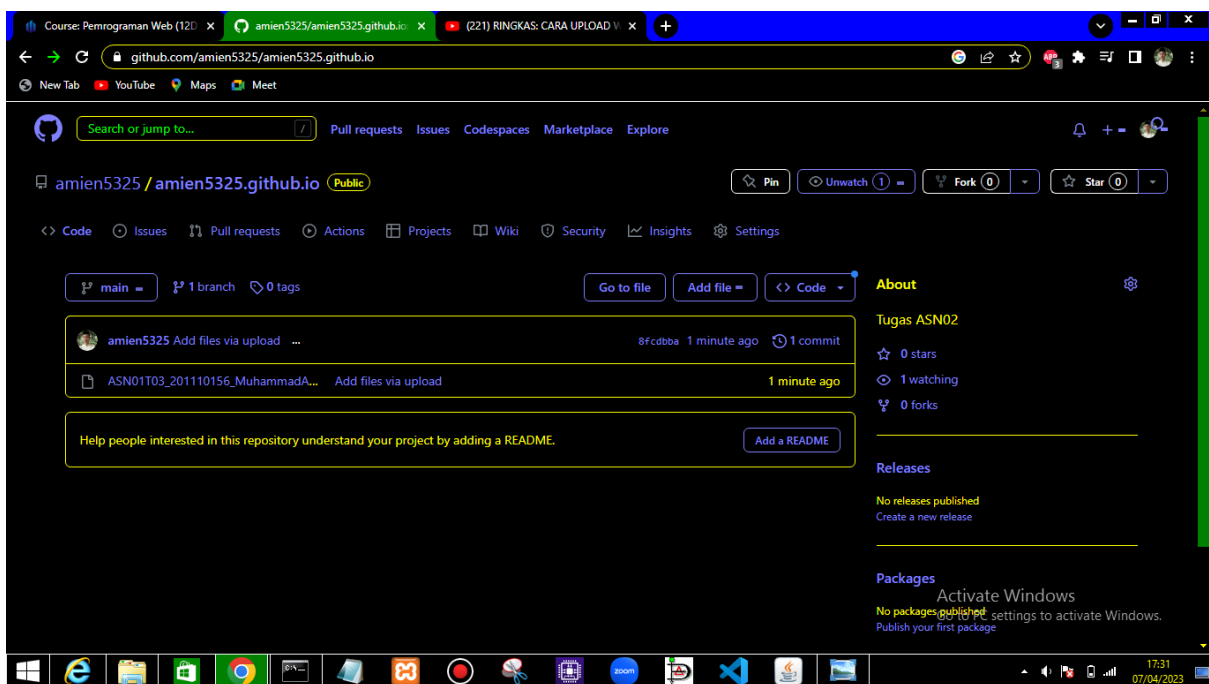 Course: Pemrograman Web (12D
amien5325/amien5325.github.io:
(221) RINGKAS: CARA UPLOAD W
github.com/amien5325/amien5325.github.io
New Tab YouTube Maps Meet
Search or jump to... / Pull requests Issues Codespaces Marketplace Explore
amien5325 / amien5325.github.io Public
Pin Unwatch 1 Fork 0 Star 0
Code Issues Pull requests Actions Projects Wiki Security Insights Settings
main 1 branch 0 tags Go to file Add file Code
About
Tugas ASN02
amien5325 Add files via upload ... 8fcdbba 1 minute ago 1 commit
0 stars
ASN01T03_201110156_MuhammadA... Add files via upload 1 minute ago
1 watching
0 forks
Help people interested in this repository understand your project by adding a README. Add a README
Releases
No releases published
Create a new release
Packages
Activate Windows
No packages published
Go to PC settings to activate Windows.
Publish your first package
zoom
17:31
07/04/2023